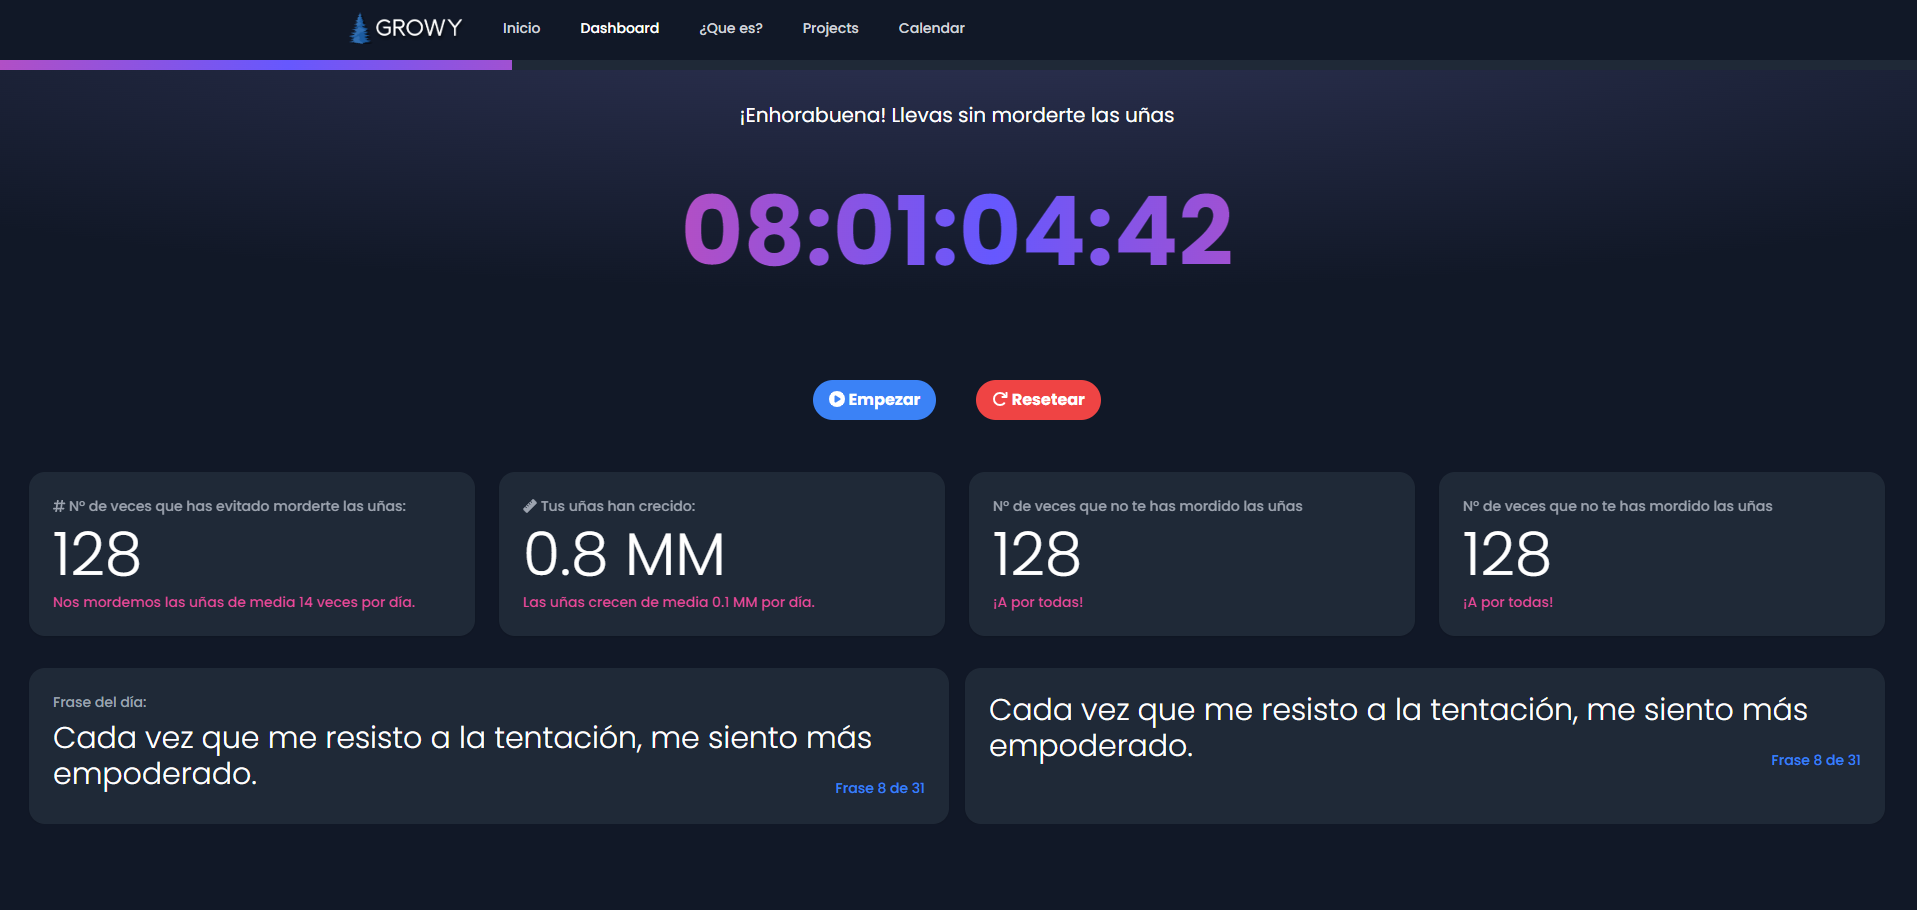 GROWY
Inicio
Dashboard
¿Que es?
Projects
Calendar
¡Enhorabuena! Llevas sin morderte las uñas
08:01:04:42
Empezar
Resetear
# Nº de veces que has evitado morderte las uñas:
128
Nos mordemos las uñas de media 14 veces por día.
Tus uñas han crecido:
0.8 MM
Las uñas crecen de media 0.1 MM por día.
Nº de veces que no te has mordido las uñas
128
¡A por todas!
Nº de veces que no te has mordido las uñas
128
¡A por todas!
Frase del día:
Cada vez que me resisto a la tentación, me siento más
empoderado.
Frase 8 de 31
Cada vez que me resisto a la tentación, me siento más
empoderado.
Frase 8 de 31